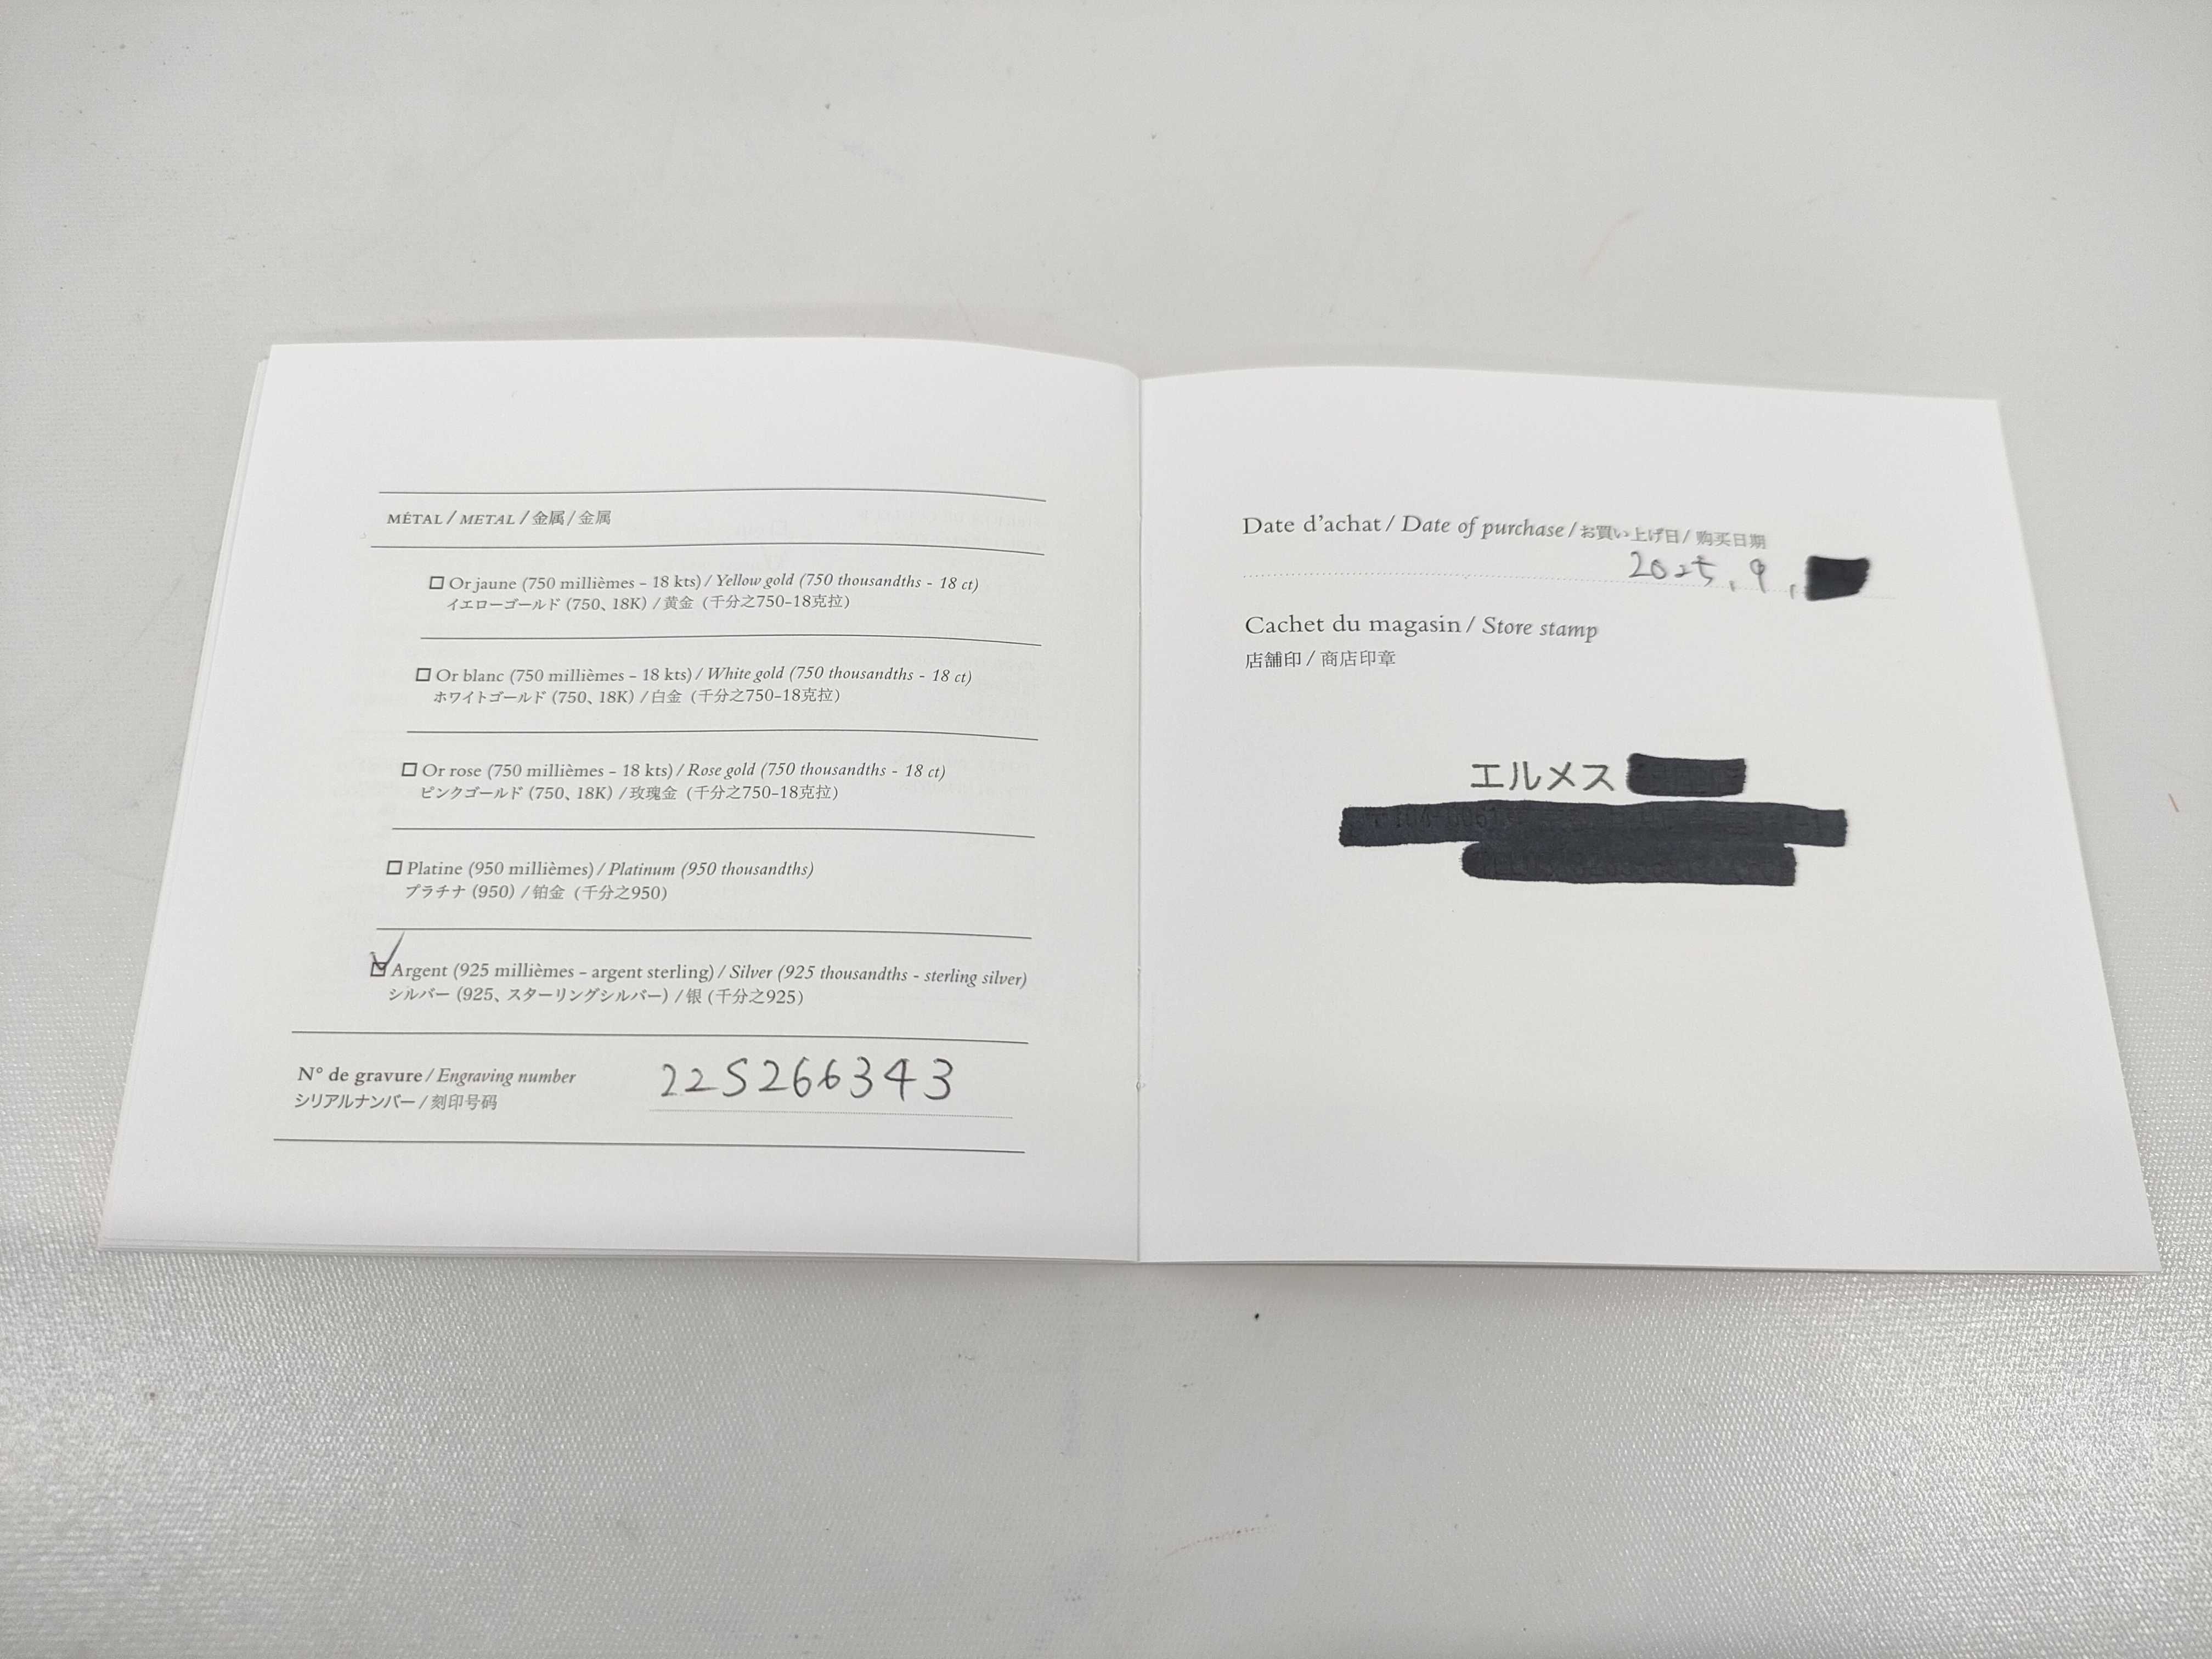 MÉTAL / METAL / 金属 / 金属
Or jaune (750 millièmes – 18 kts) / Yellow gold (750 thousandths - 18 ct)
イエローゴールド (750、18K) / 黄金 (千分之750–18克拉)
Or blanc (750 millièmes – 18 kts) / White gold (750 thousandths - 18 ct)
ホワイトゴールド (750、18K) / 白金 (千分之750–18克拉)
Or rose (750 millièmes – 18 kts) / Rose gold (750 thousandths - 18 ct)
ピンクゴールド (750、18K) / 玫瑰金 (千分之750–18克拉)
Platine (950 millièmes) / Platinum (950 thousandths)
プラチナ (950) / 铂金 (千分之950)
Argent (925 millièmes – argent sterling) / Silver (925 thousandths - sterling silver)
シルバー (925、スターリングシルバー) / 银 (千分之925)
N° de gravure / Engraving number
22S266343
シリアルナンバー / 刻印号码
Date d'achat / Date of purchase / お買い上げ日 / 购买日期
2025.9.
Cachet du magasin / Store stamp
店舗印 / 商店印章
エルメス